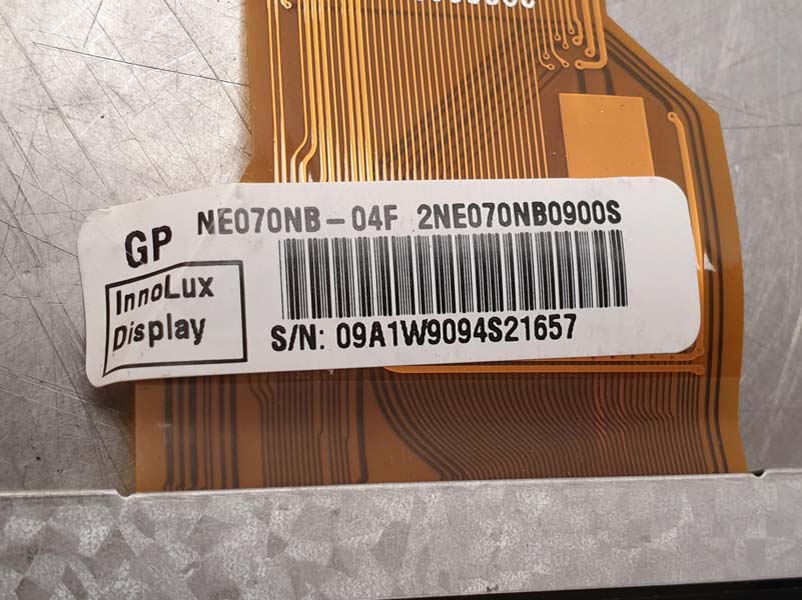 NE070NB-04F 2NE070NB0900S
GP
InnoLux
Display
S/N: 09A1W9094S21657